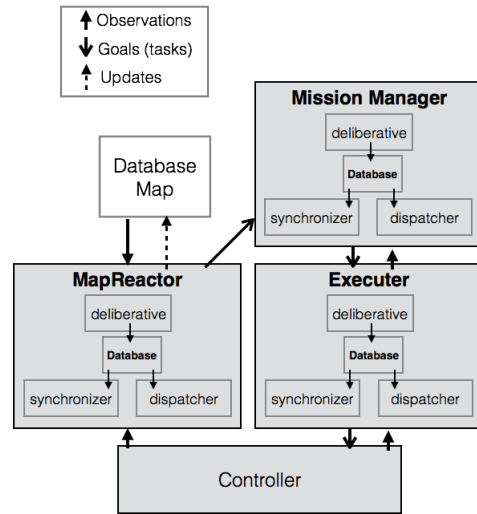 Observations
Goals (tasks)
Updates
Mission Manager
deliberative
Database
synchronizer
dispatcher
Database
Map
MapReactor
deliberative
Database
synchronizer
dispatcher
Executer
deliberative
Database
synchronizer
dispatcher
Controller